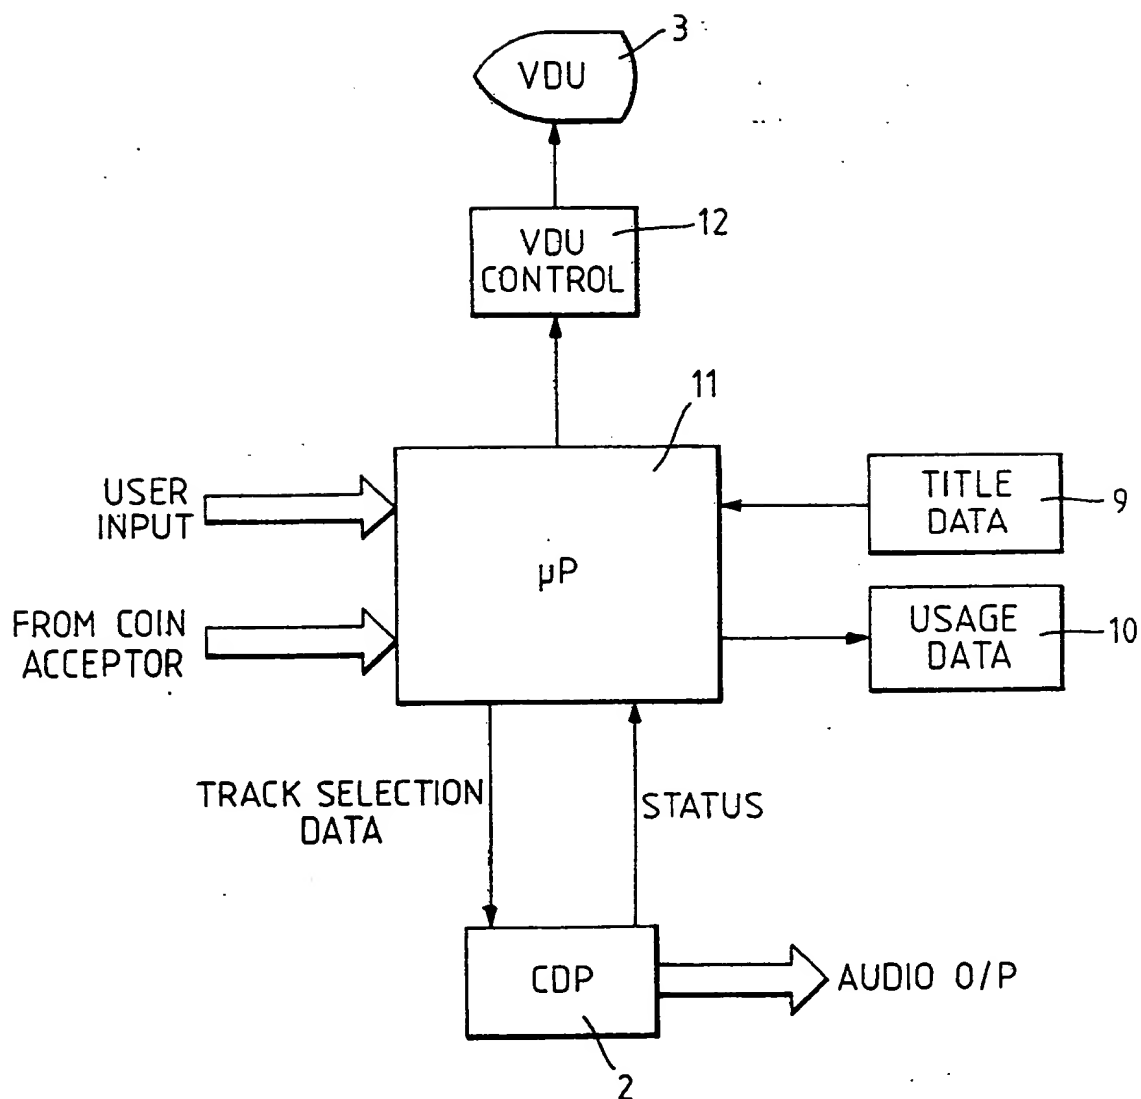 3
VDU
12
VDU
CONTROL
11
USER
INPUT
TITLE
DATA
9
µP
FROM COIN
ACCEPTOR
USAGE
DATA
10
TRACK SELECTION
DATA
STATUS
CDP
AUDIO O/P
2